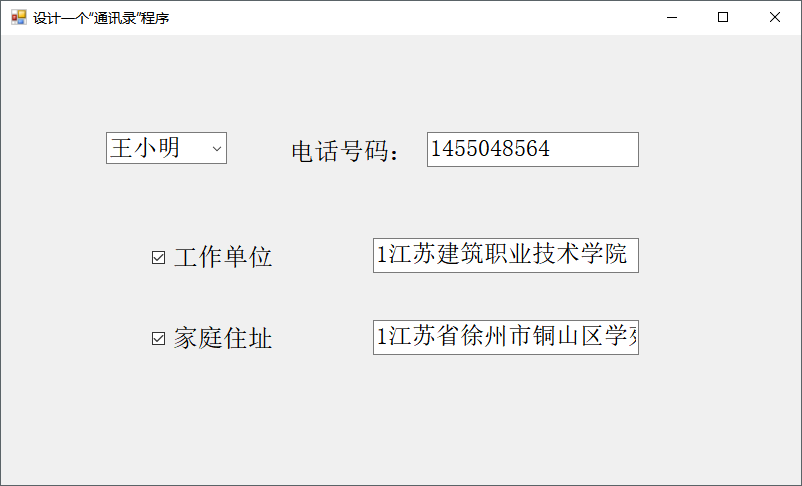 设计一个“通讯录”程序
王小明 电话号码： 1455048564
工作单位 1江苏建筑职业技术学院
家庭住址 1江苏省徐州市铜山区学